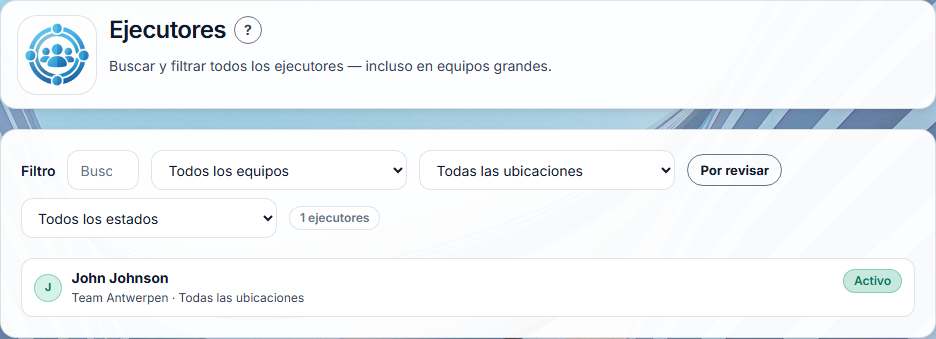 Ejecutores ?
Buscar y filtrar todos los ejecutores — incluso en equipos grandes.
Filtro Busc Todos los equipos Todas las ubicaciones Por revisar
Todos los estados 1 ejecutores
J John Johnson Activo
Team Antwerpen · Todas las ubicaciones